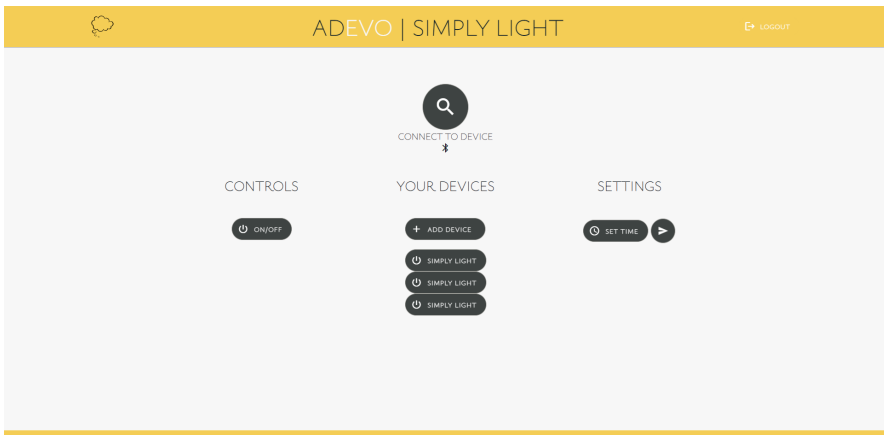 ADEVO | SIMPLY LIGHT
LOGOUT
CONNECT TO DEVICE
CONTROLS
YOUR DEVICES
SETTINGS
ON/OFF
ADD DEVICE
SET TIME
SIMPLY LIGHT
SIMPLY LIGHT
SIMPLY LIGHT